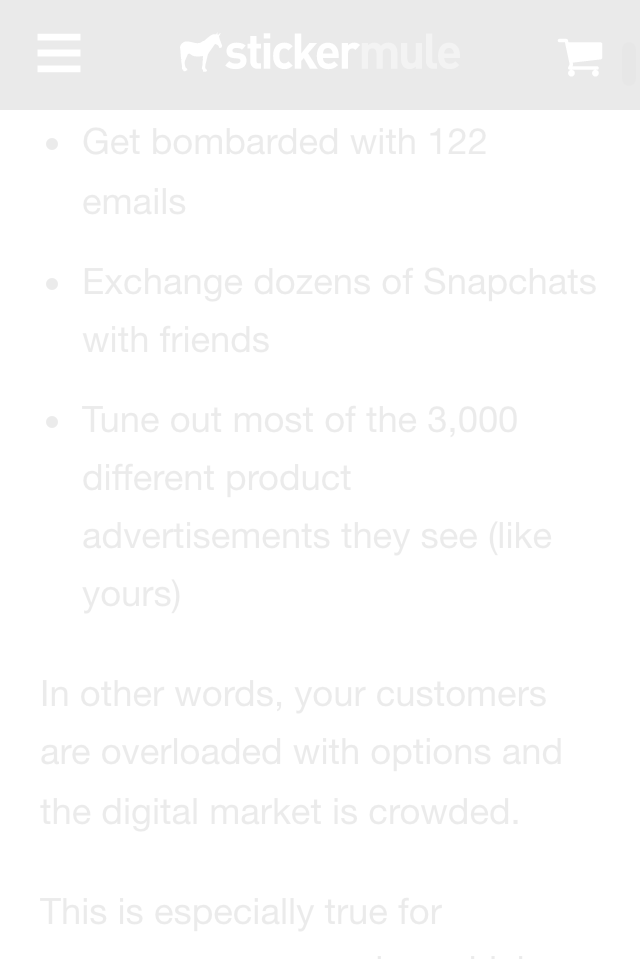 stickermule
Get bombarded with 122
emails
Exchange dozens of Snapchats
with friends
Tune out most of the 3,000
different product
advertisements they see (like
yours)
In other words, your customers
are overloaded with options and
the digital market is crowded.
This is especially true for